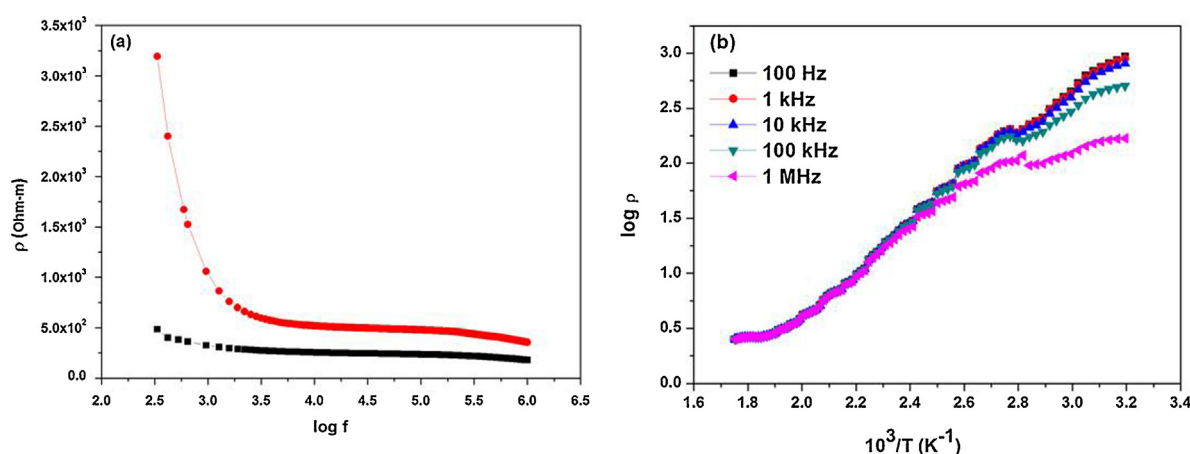 (a)
3.5x10³
3.0x10³
2.5x10³
2.0x10³
1.5x10³
1.0x10³
5.0x10²
0.0
ρ (Ohm-m)
2.0 2.5 3.0 3.5 4.0 4.5 5.0 5.5 6.0 6.5
log f
(b)
100 Hz
1 kHz
10 kHz
100 kHz
1 MHz
3.0
2.5
2.0
1.5
1.0
0.5
0.0
log ρ
1.6 1.8 2.0 2.2 2.4 2.6 2.8 3.0 3.2 3.4
10³/T (K⁻¹)